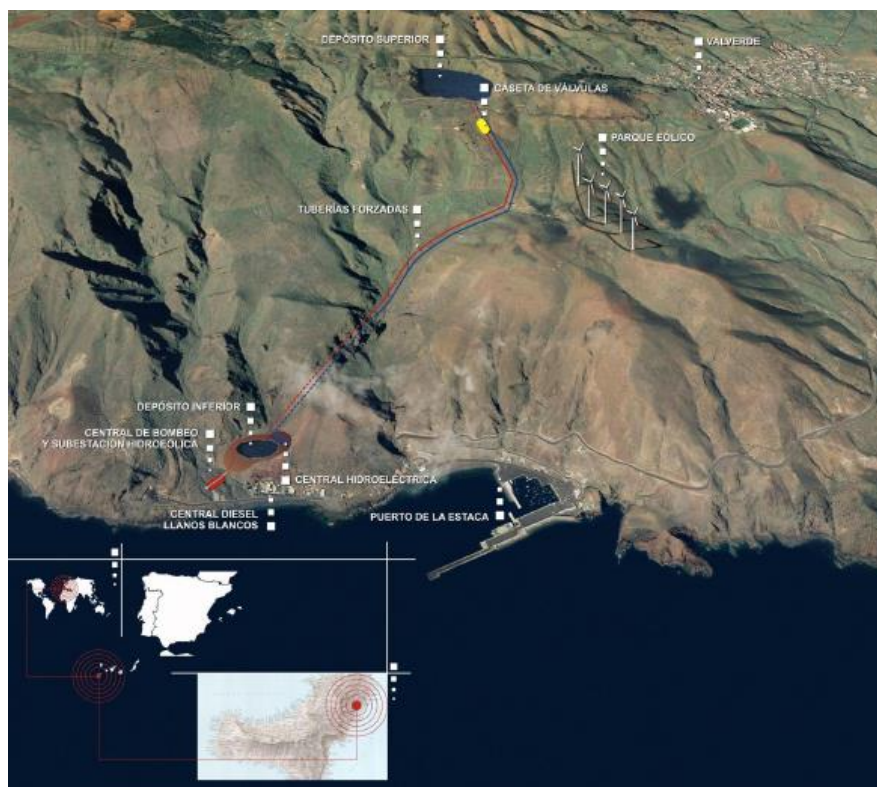 DEPÓSITO SUPERIOR
VALVERDE
CASETA DE VÁLVULAS
PARQUE EÓLICO
TUBERÍAS FORZADAS
DEPÓSITO INFERIOR
CENTRAL DE BOMBEO
Y SUBESTACIÓN HIDROEÓLICA
CENTRAL HIDROELÉCTRICA
CENTRAL DIESEL
LLANOS BLANCOS
PUERTO DE LA ESTACA